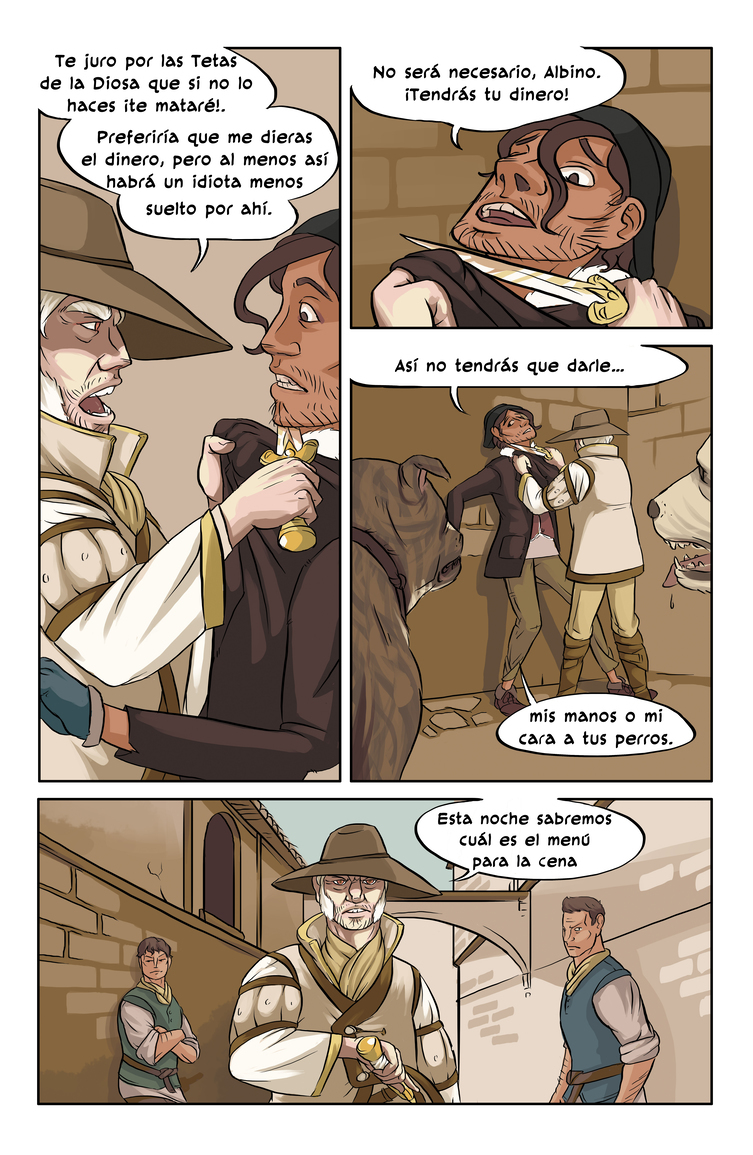 Te juro por las Tetas
de la Diosa que si no lo
haces ¡te mataré!.
Preferiría que me dieras
el dinero, pero al menos así
habrá un idiota menos
suelto por ahí.
No será necesario, Albino.
¡Tendrás tu dinero!
Así no tendrás que darle...
mis manos o mi
cara a tus perros.
Esta noche sabremos
cuál es el menú
para la cena